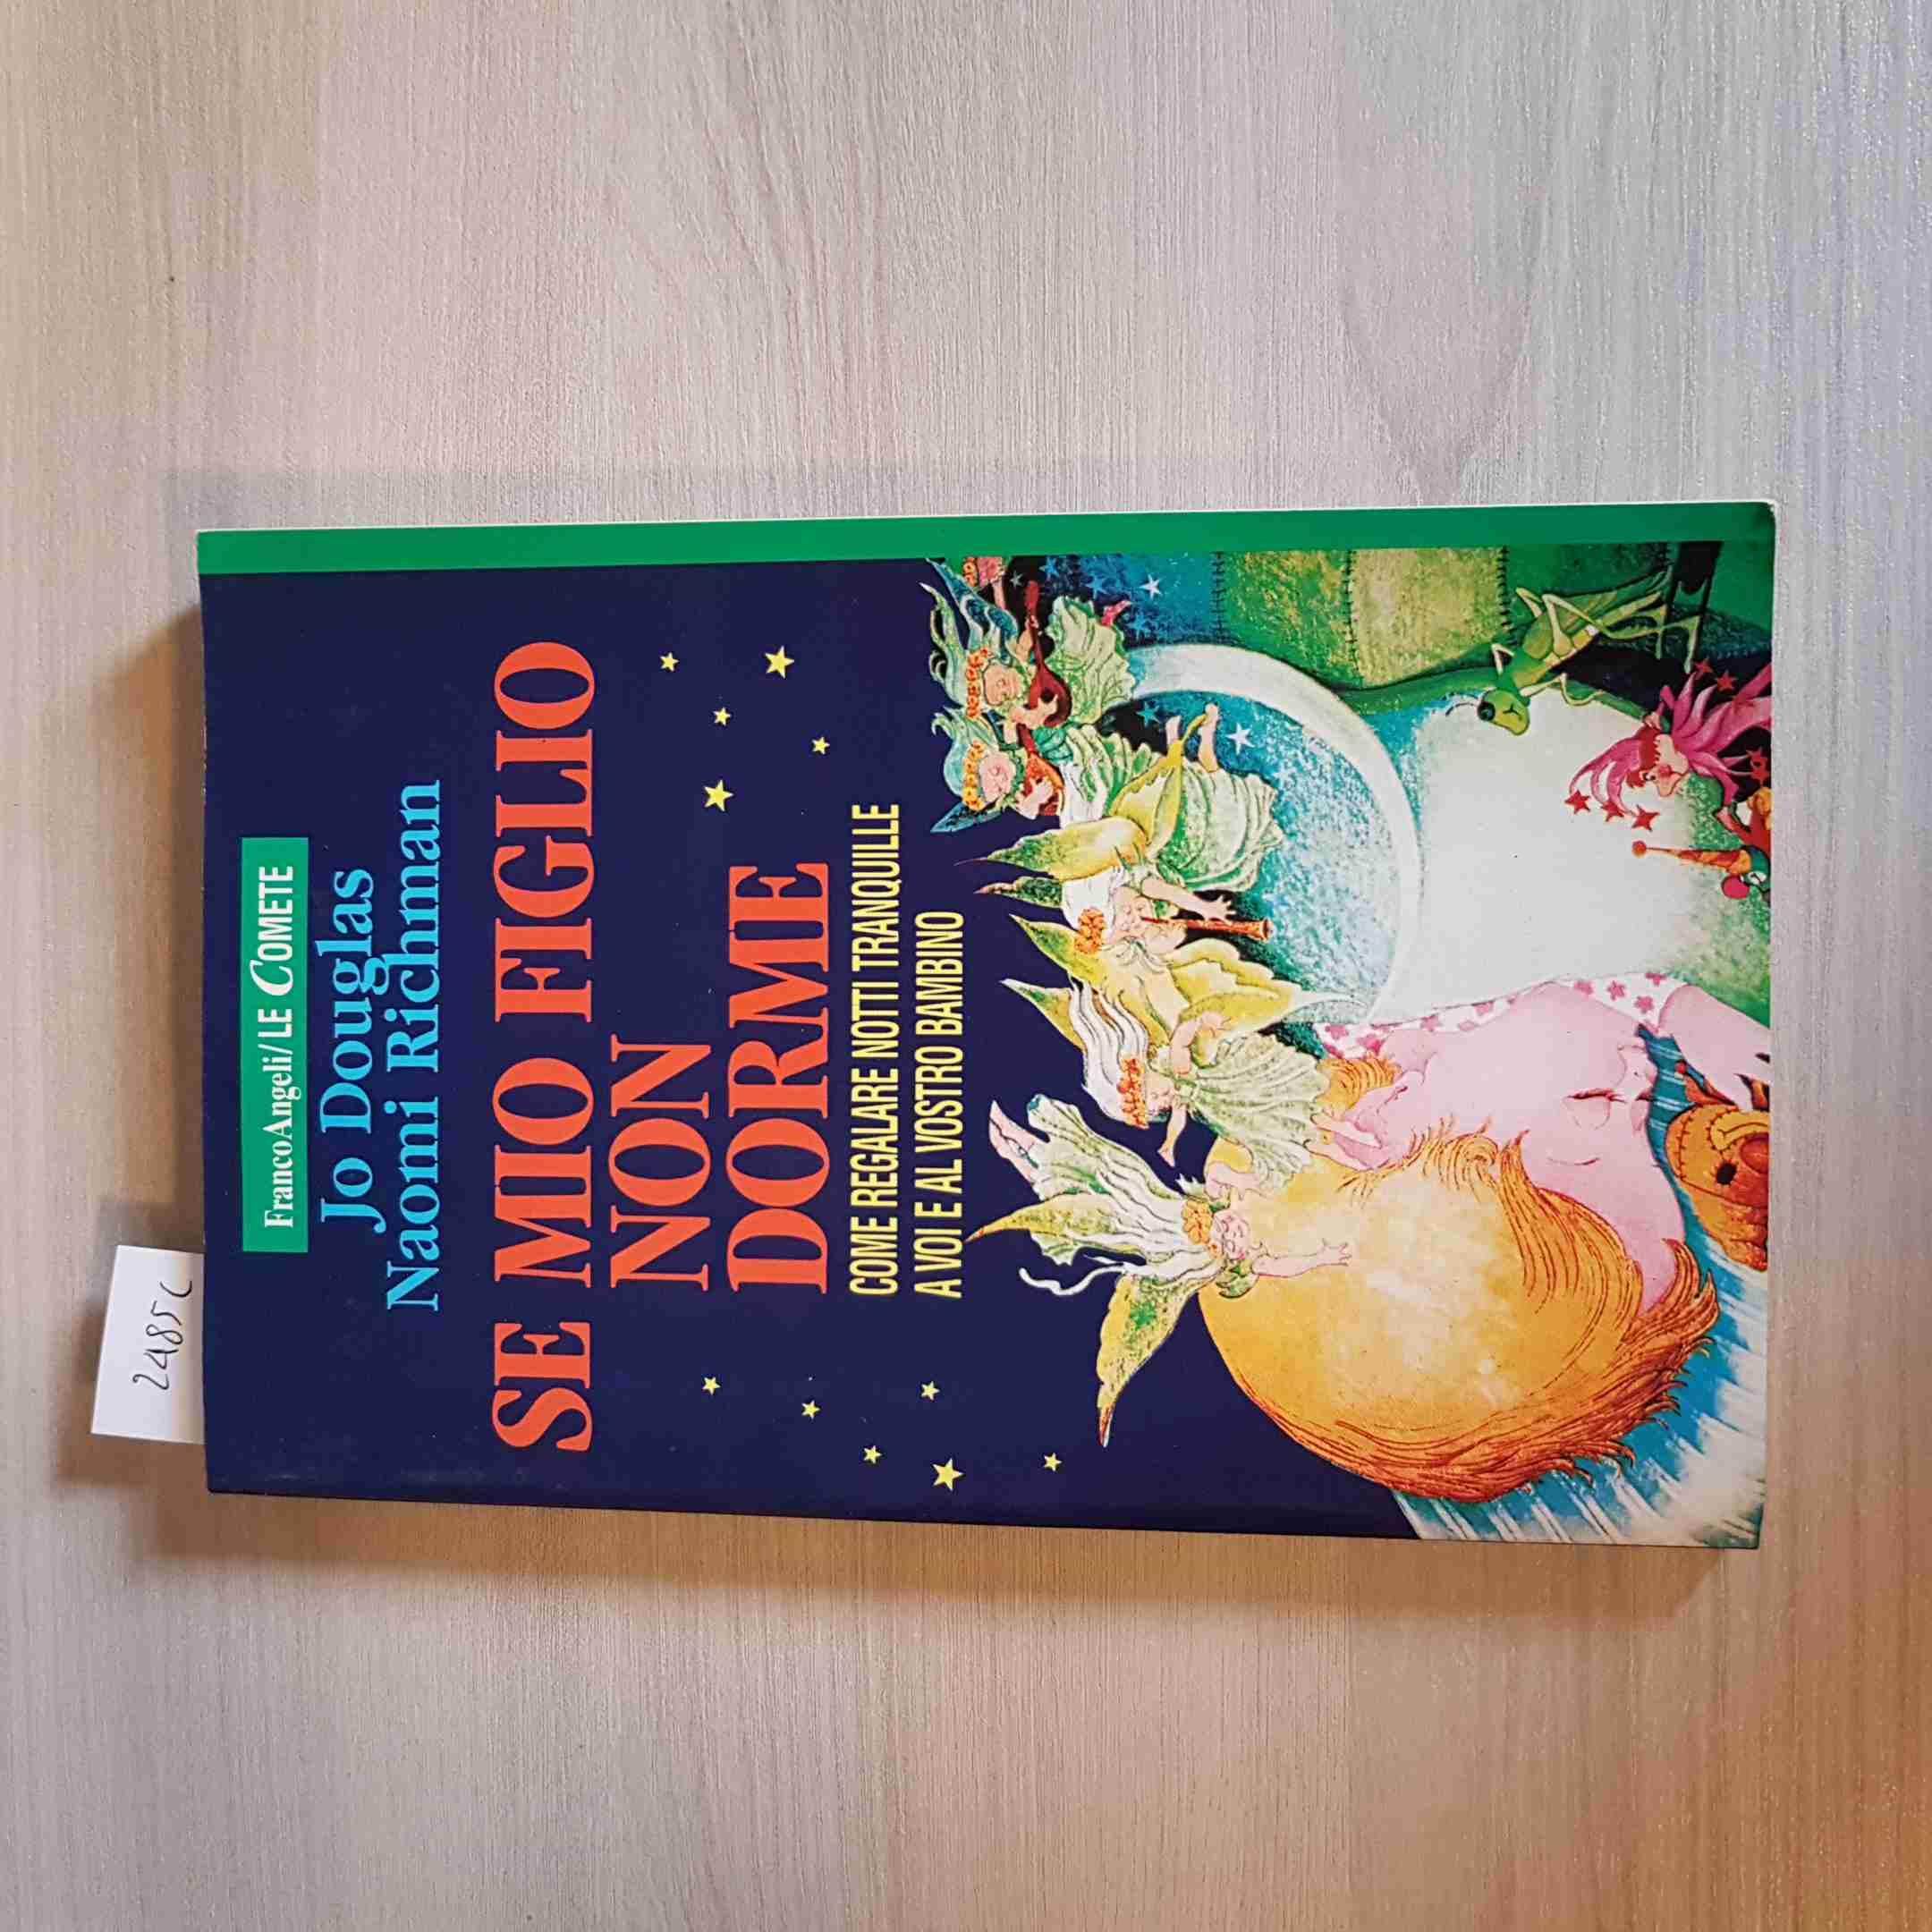 2485C
FrancoAngeli/LE COMETE
Jo Douglas
Naomi Richman
SE MIO FIGLIO
NON
DORME
COME REGALARE NOTTI TRANQUILLE
A VOI E AL VOSTRO BAMBINO